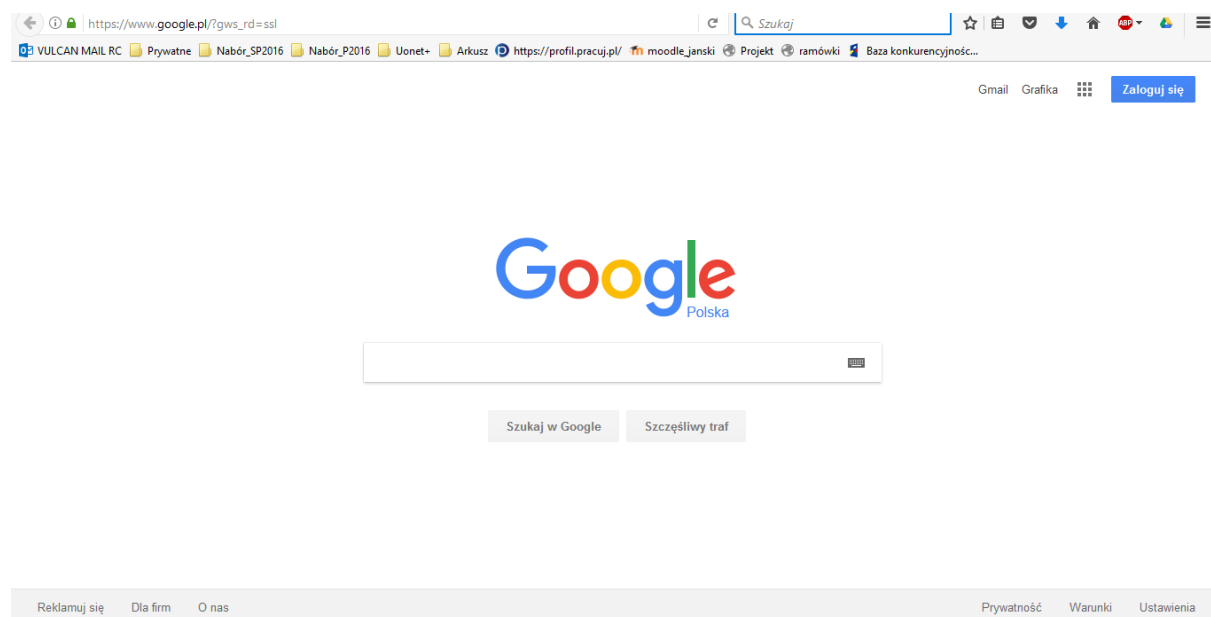 https://www.google.pl/?gws_rd=ssl Szukaj ABP
VULCAN MAIL RC Prywatne Nabór_SP2016 Nabór_P2016 Uonet+ Arkusz https://profil.pracuj.pl/ moodle_janski Projekt ramówki Baza konkurencyjnośc...
Gmail Grafika Zaloguj się
Google
Polska
Szukaj w Google Szczęśliwy traf
Reklamuj się Dla firm O nas Prywatność Warunki Ustawienia